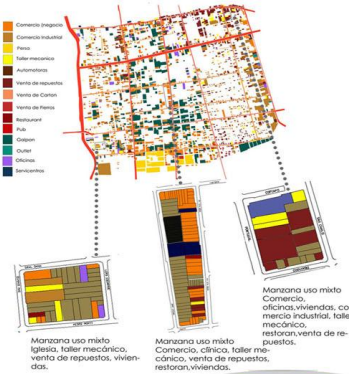 Comercio /negocio
Comercio Industrial
Feria
Taller mecanico
Automotoras
Venta de repuestos
Venta de Carton
Venta de Fierros
Restaurant
Pub
Galpon
Outlet
Oficinas
Servicentros
Manzana uso mixto
Iglesia, taller mecánico,
venta de repuestos, vivien-
das.
Manzana uso mixto
Comercio, clínica, taller me-
cánico, venta de repuestos,
restoran,viviendas.
Manzana uso mixto
Comercio,
oficinas,viviendas, co
mercio industrial, talle
mecánico,
restoran,venta de re-
puestos.